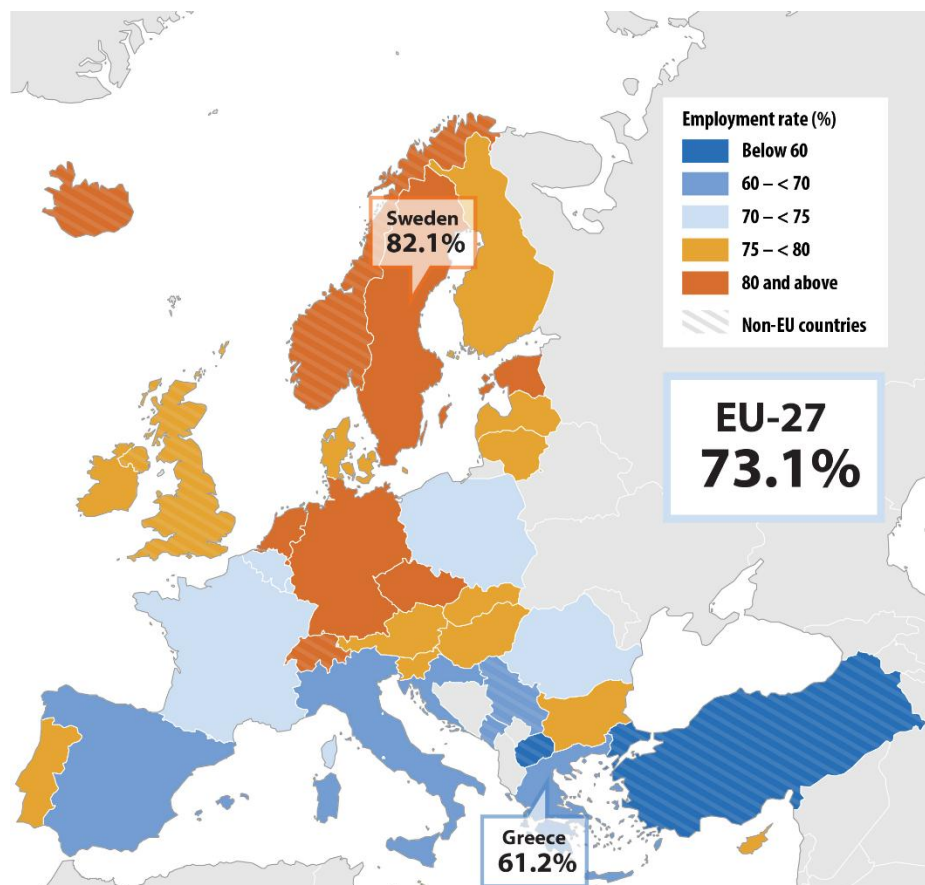 Employment rate (%)
Below 60
60 – < 70
70 – < 75
75 – < 80
80 and above
Non-EU countries
Sweden
82.1%
EU-27
73.1%
Greece
61.2%